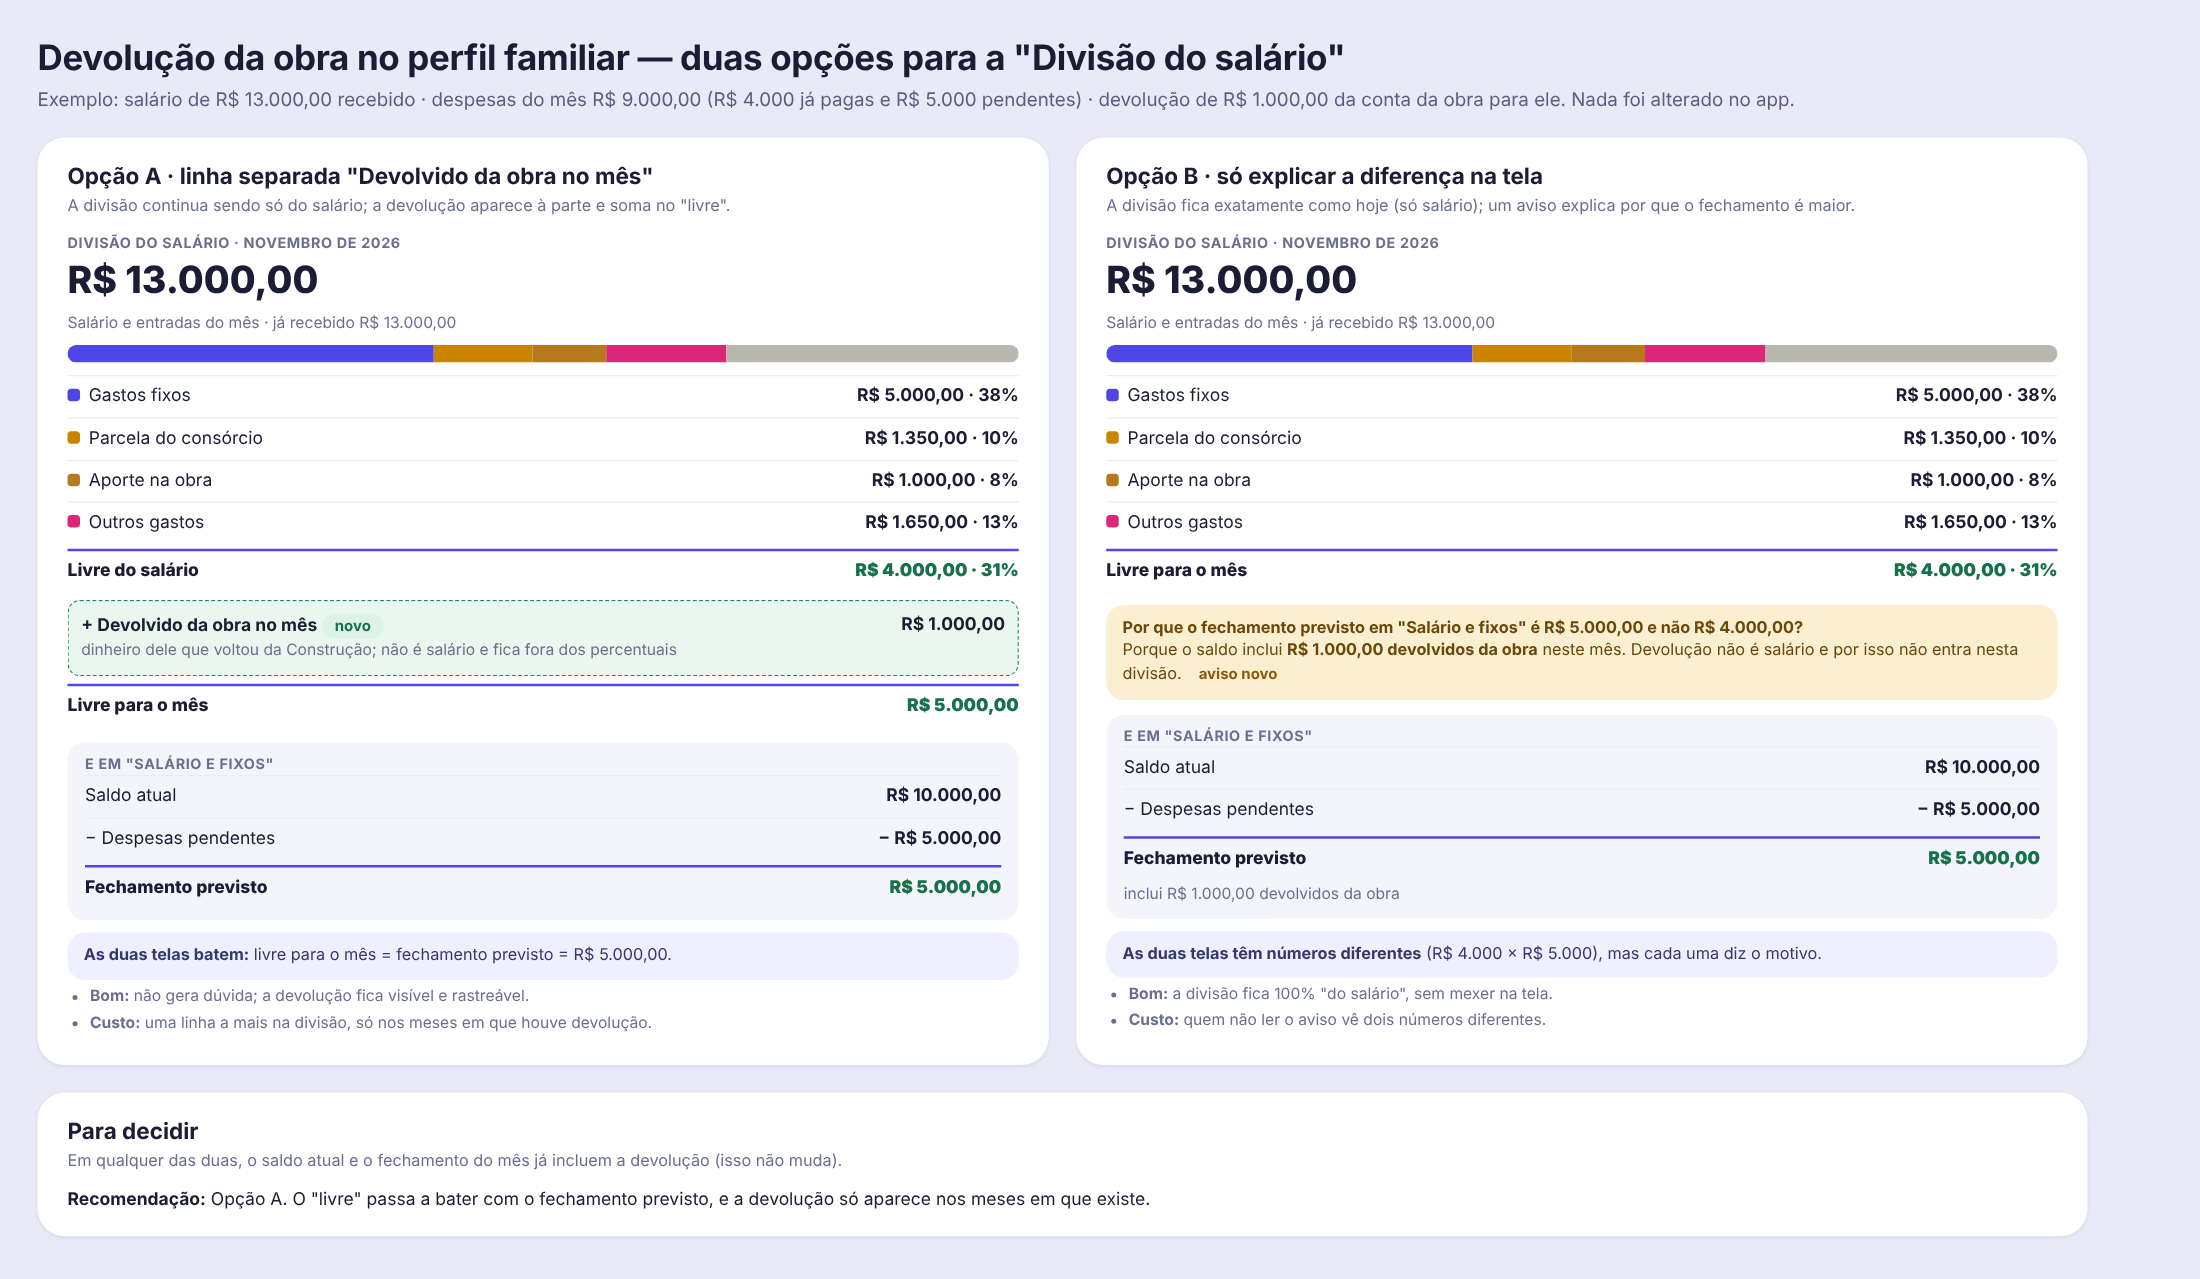 Devolução da obra no perfil familiar — duas opções para a "Divisão do salário"
Exemplo: salário de R$ 13.000,00 recebido · despesas do mês R$ 9.000,00 (R$ 4.000 já pagas e R$ 5.000 pendentes) · devolução de R$ 1.000,00 da conta da obra para ele. Nada foi alterado no app.
Opção A · linha separada "Devolvido da obra no mês"
A divisão continua sendo só do salário; a devolução aparece à parte e soma no "livre".
DIVISÃO DO SALÁRIO · NOVEMBRO DE 2026
R$ 13.000,00
Salário e entradas do mês · já recebido R$ 13.000,00
Gastos fixos R$ 5.000,00 · 38%
Parcela do consórcio R$ 1.350,00 · 10%
Aporte na obra R$ 1.000,00 · 8%
Outros gastos R$ 1.650,00 · 13%
Livre do salário R$ 4.000,00 · 31%
+ Devolvido da obra no mês novo R$ 1.000,00
dinheiro dele que voltou da Construção; não é salário e fica fora dos percentuais
Livre para o mês R$ 5.000,00
E EM "SALÁRIO E FIXOS"
Saldo atual R$ 10.000,00
− Despesas pendentes − R$ 5.000,00
Fechamento previsto R$ 5.000,00
As duas telas batem: livre para o mês = fechamento previsto = R$ 5.000,00.
• Bom: não gera dúvida; a devolução fica visível e rastreável.
• Custo: uma linha a mais na divisão, só nos meses em que houve devolução.
Opção B · só explicar a diferença na tela
A divisão fica exatamente como hoje (só salário); um aviso explica por que o fechamento é maior.
DIVISÃO DO SALÁRIO · NOVEMBRO DE 2026
R$ 13.000,00
Salário e entradas do mês · já recebido R$ 13.000,00
Gastos fixos R$ 5.000,00 · 38%
Parcela do consórcio R$ 1.350,00 · 10%
Aporte na obra R$ 1.000,00 · 8%
Outros gastos R$ 1.650,00 · 13%
Livre para o mês R$ 4.000,00 · 31%
Por que o fechamento previsto em "Salário e fixos" é R$ 5.000,00 e não R$ 4.000,00?
Porque o saldo inclui R$ 1.000,00 devolvidos da obra neste mês. Devolução não é salário e por isso não entra nesta
divisão. aviso novo
E EM "SALÁRIO E FIXOS"
Saldo atual R$ 10.000,00
− Despesas pendentes − R$ 5.000,00
Fechamento previsto R$ 5.000,00
inclui R$ 1.000,00 devolvidos da obra
As duas telas têm números diferentes (R$ 4.000 × R$ 5.000), mas cada uma diz o motivo.
• Bom: a divisão fica 100% "do salário", sem mexer na tela.
• Custo: quem não ler o aviso vê dois números diferentes.
Para decidir
Em qualquer das duas, o saldo atual e o fechamento do mês já incluem a devolução (isso não muda).
Recomendação: Opção A. O "livre" passa a bater com o fechamento previsto, e a devolução só aparece nos meses em que existe.